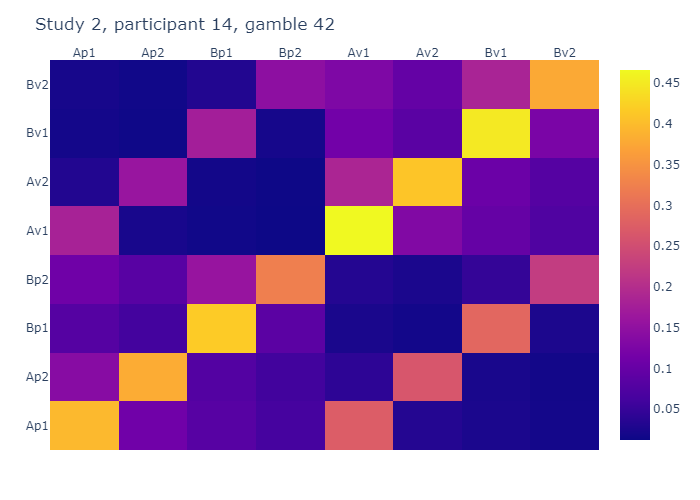 Study 2, participant 14, gamble 42
Ap1 Ap2 Bp1 Bp2 Av1 Av2 Bv1 Bv2
Bv2
Bv1
Av2
Av1
Bp2
Bp1
Ap2
Ap1
0.45
0.4
0.35
0.3
0.25
0.2
0.15
0.1
0.05